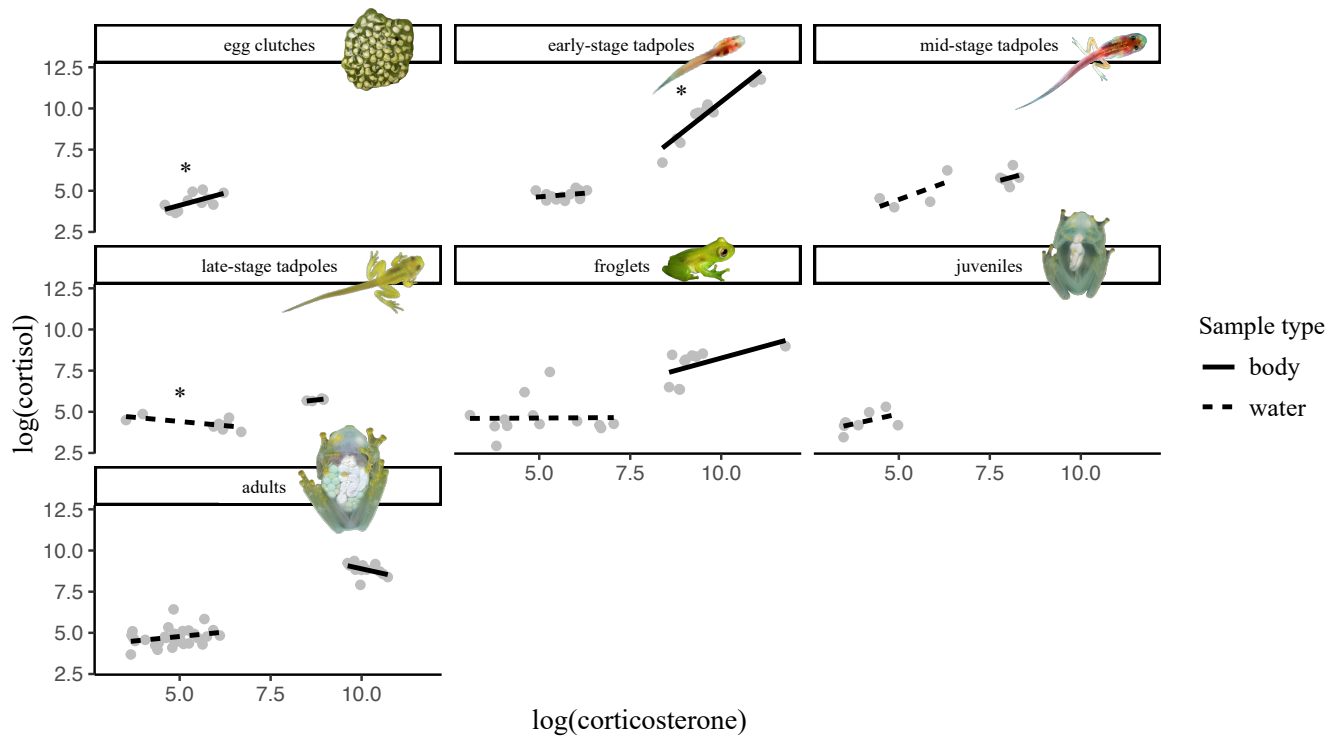 egg clutches
early-stage tadpoles
mid-stage tadpoles
12.5
10.0
7.5
5.0
2.5
*
*
late-stage tadpoles
froglets
juveniles
12.5
10.0
7.5
5.0
2.5
*
5.0 7.5 10.0
5.0 7.5 10.0
adults
12.5
10.0
7.5
5.0
2.5
5.0 7.5 10.0
log(cortisol)
log(corticosterone)
Sample type
body
water